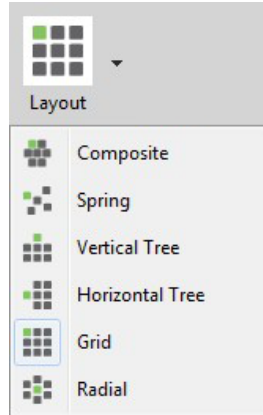 Layout
Composite
Spring
Vertical Tree
Horizontal Tree
Grid
Radial